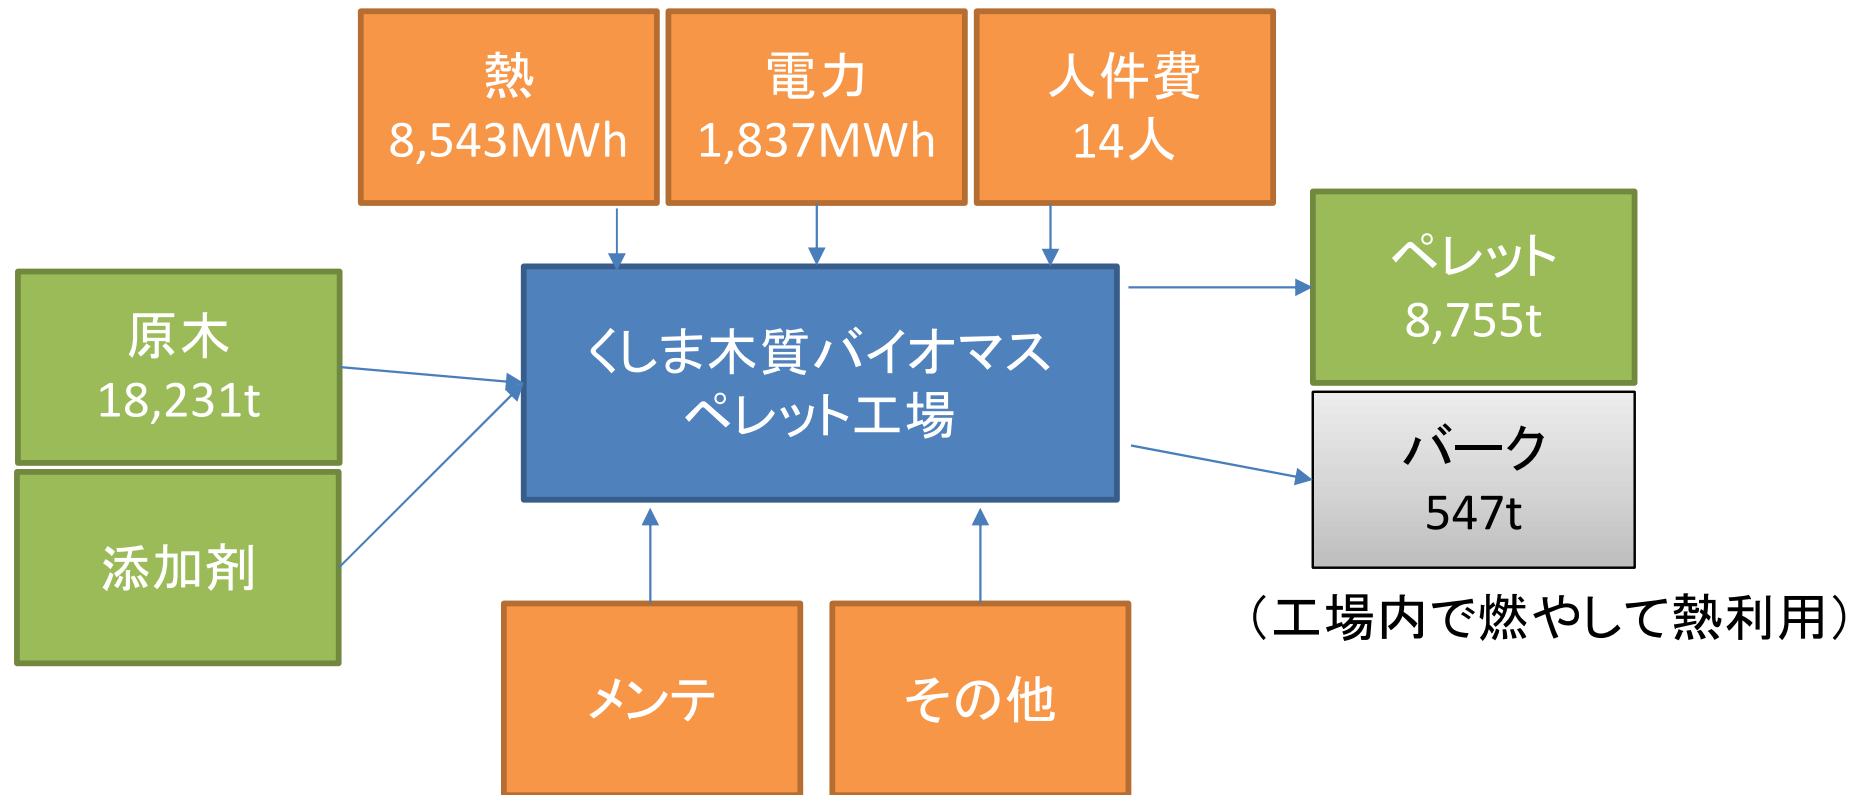 熱
8,543MWh
電力
1,837MWh
人件費
14人
原木
18,231t
添加剤
くしま木質バイオマス
ペレット工場
ペレット
8,755t
バーク
547t
（工場内で燃やして熱利用）
メンテ
その他